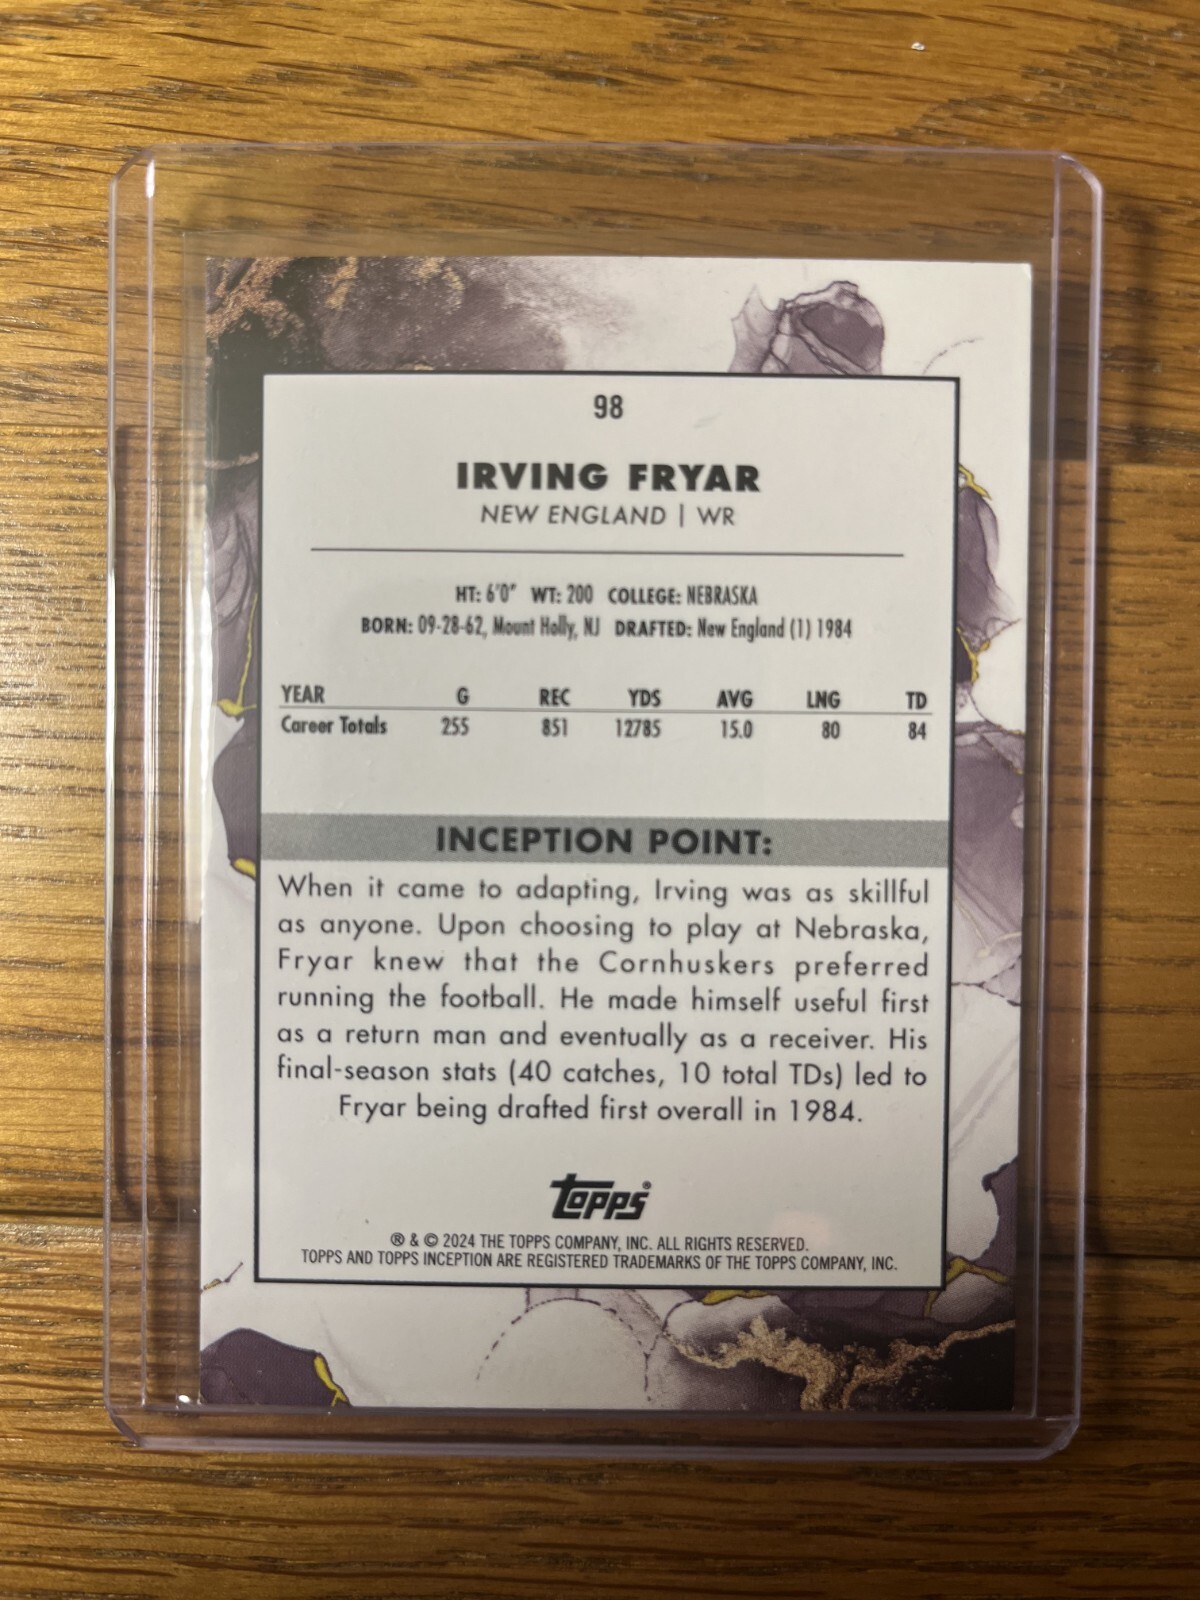 98
IRVING FRYAR
NEW ENGLAND | WR
HT: 6'0" WT: 200 COLLEGE: NEBRASKA
BORN: 09-28-62, Mount Holly, NJ DRAFTED: New England (1) 1984
YEAR G REC YDS AVG LNG TD
Career Totals 255 851 12785 15.0 80 84
INCEPTION POINT:
When it came to adapting, Irving was as skillful
as anyone. Upon choosing to play at Nebraska,
Fryar knew that the Cornhuskers preferred
running the football. He made himself useful first
as a return man and eventually as a receiver. His
final-season stats (40 catches, 10 total TDs) led to
Fryar being drafted first overall in 1984.
topps®
® & © 2024 THE TOPPS COMPANY, INC. ALL RIGHTS RESERVED.
TOPPS AND TOPPS INCEPTION ARE REGISTERED TRADEMARKS OF THE TOPPS COMPANY, INC.